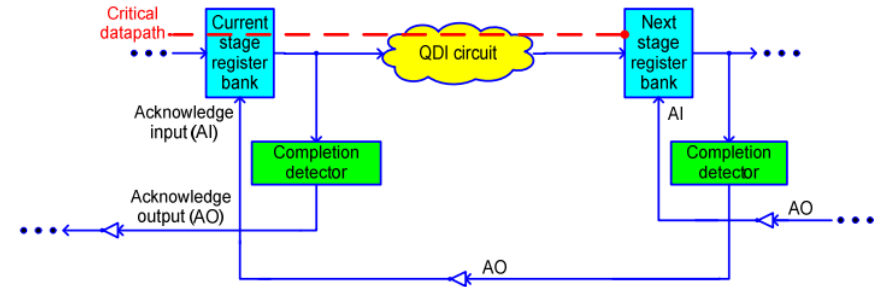 Critical
datapath
Current
stage
register
bank
QDI circuit
Next
stage
register
bank
Acknowledge
input (AI)
AI
Completion
detector
Completion
detector
Acknowledge
output (AO)
AO
AO